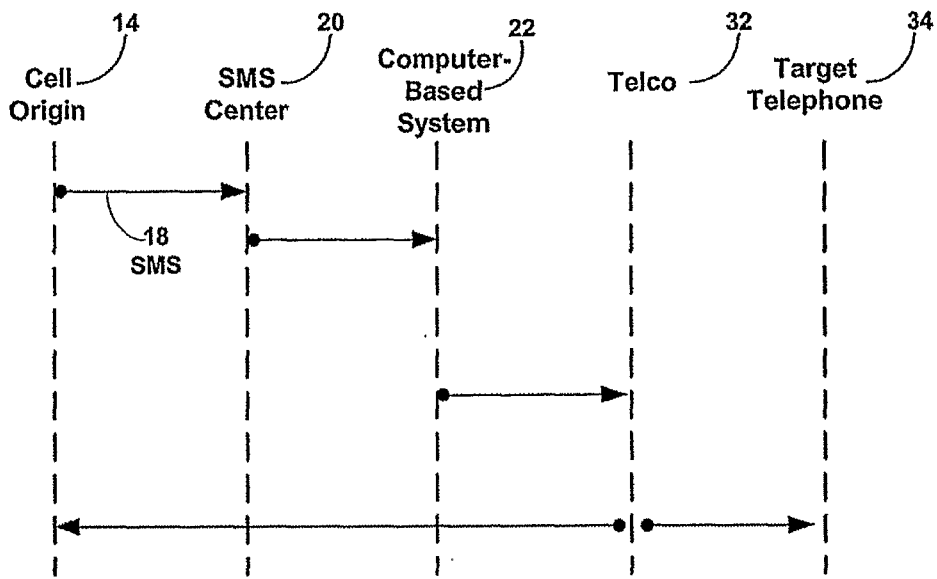 14
20
22
32
34
Cell
Origin
SMS
Center
Computer-
Based
System
Telco
Target
Telephone
18
SMS